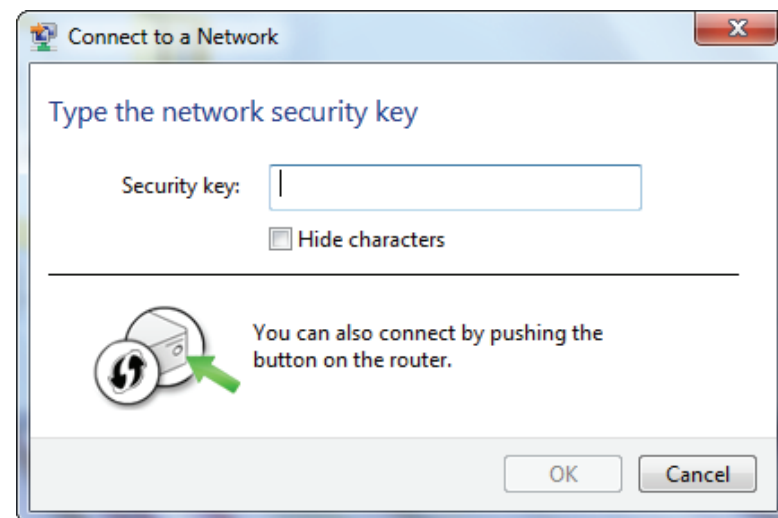 Connect to a Network
Type the network security key
Security key:
Hide characters
You can also connect by pushing the
button on the router.
OK
Cancel